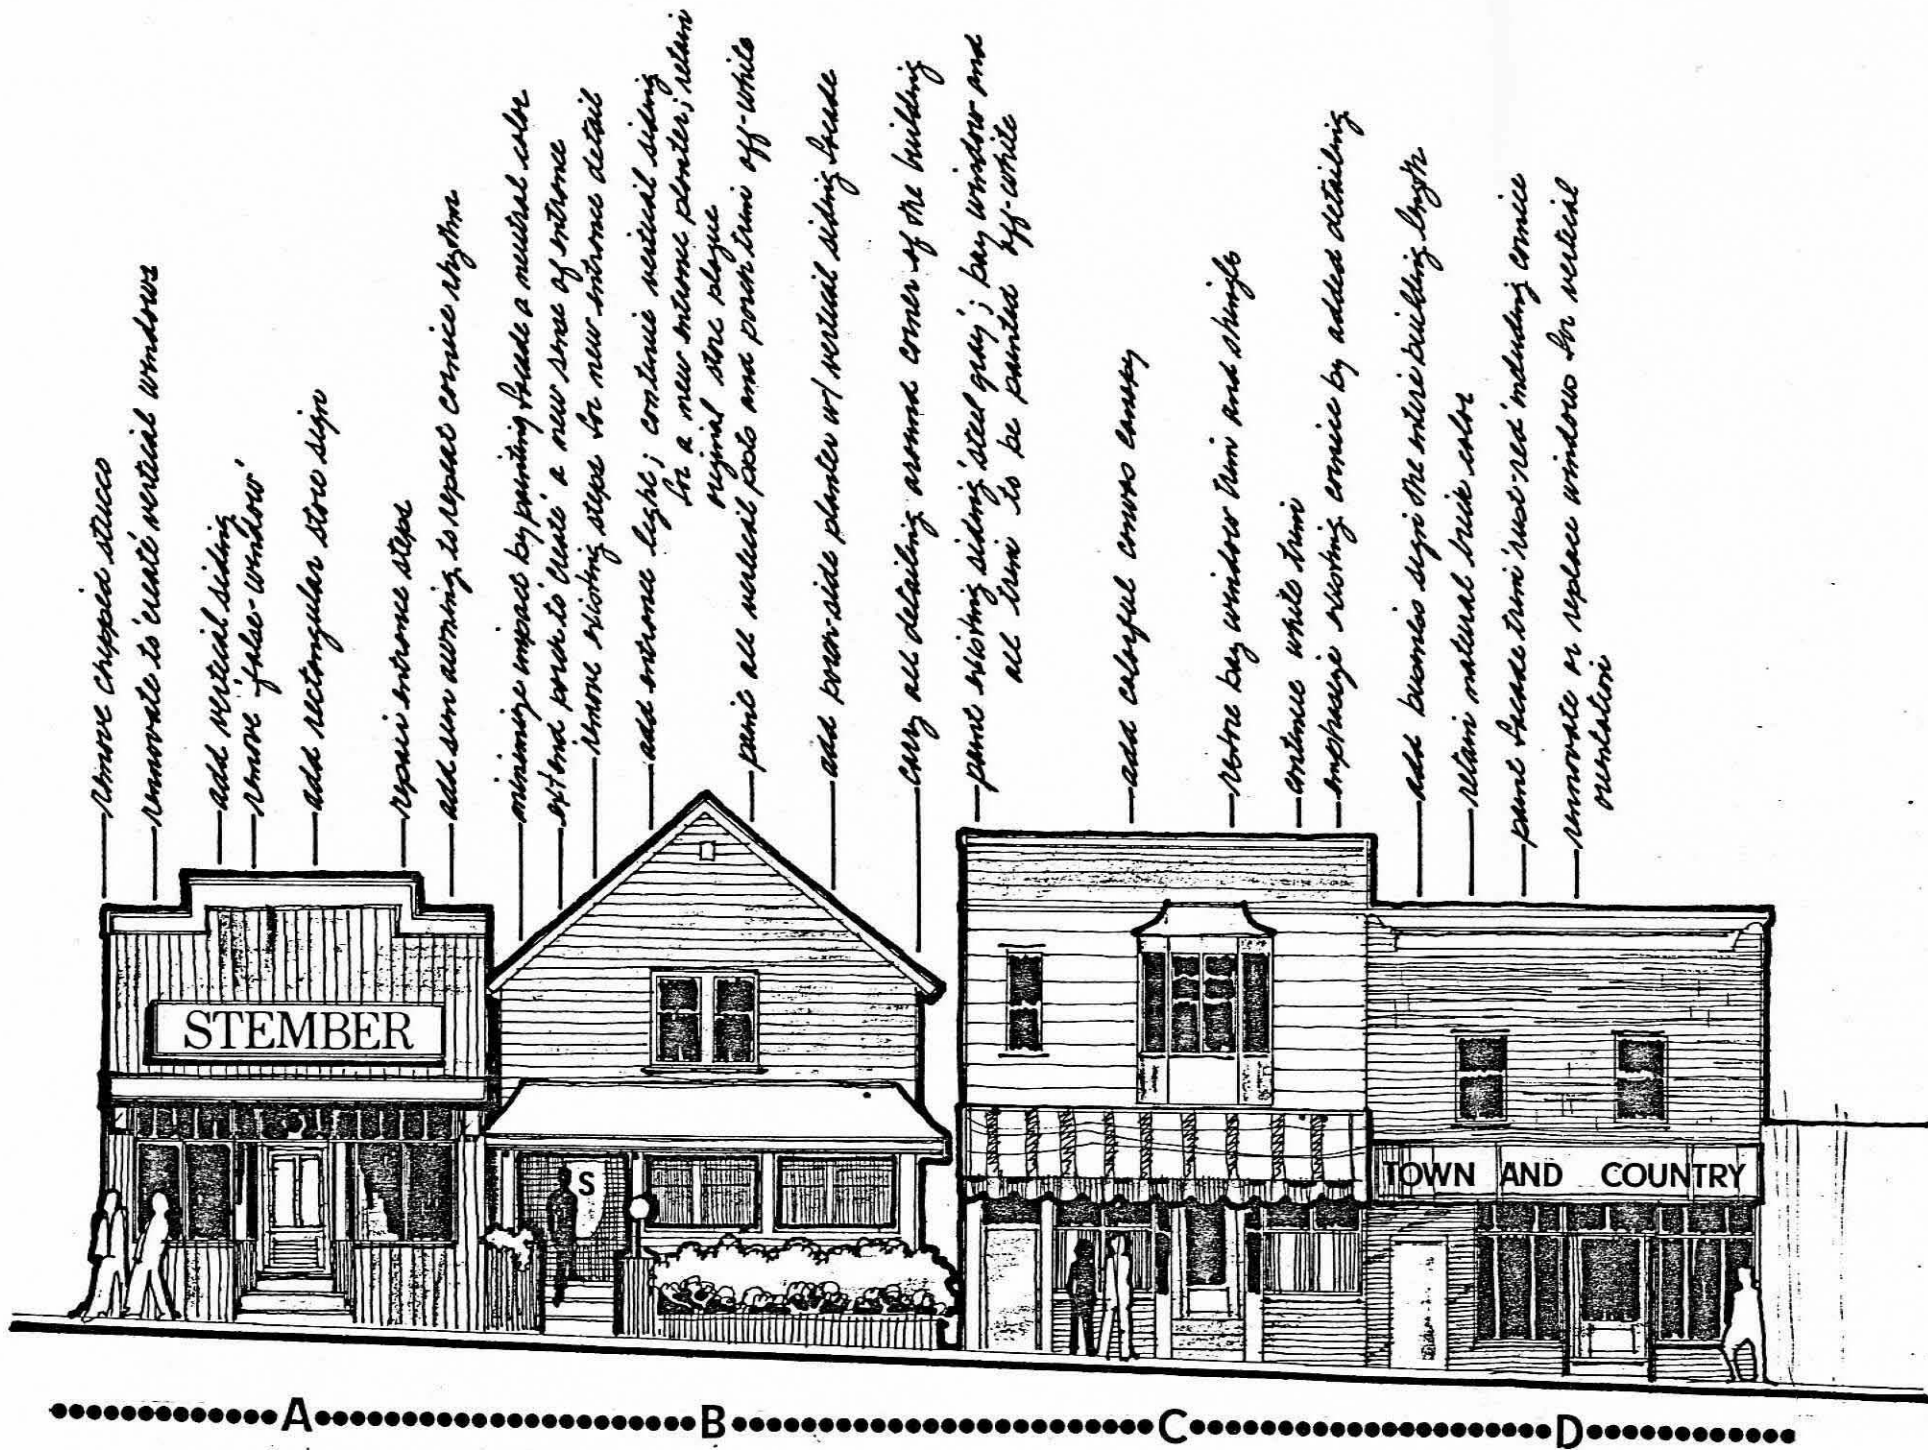 remove chipped stucco
renovate to 'create' vertical windows
add vertical siding
remove 'false-window'
add rectangular store sign
repair entrance steps
add sun awning to repeat cornice rhythm
minimize impact by painting facade a neutral color
extend porch to 'create' a new sense of entrance
remove existing steps for new entrance detail
add entrance light; continue vertical siding
for a new entrance planter; retain
original store plaque
paint all vertical posts and porch trim off-white
add porch-side planter w/ vertical siding facade
carry all detailing around corner of the building
paint existing siding 'steel gray'; bay window and
all trim to be painted off-white
add colorful canvas canopy
restore bay window trim and shingle
continue white trim
emphasize existing cornice by added detailing
add business sign the entire building length
retain natural brick color
paint facade trim 'rust-red' including cornice
renovate or replace windows for vertical
orientation
STEMBER
S
TOWN AND COUNTRY
A B C D